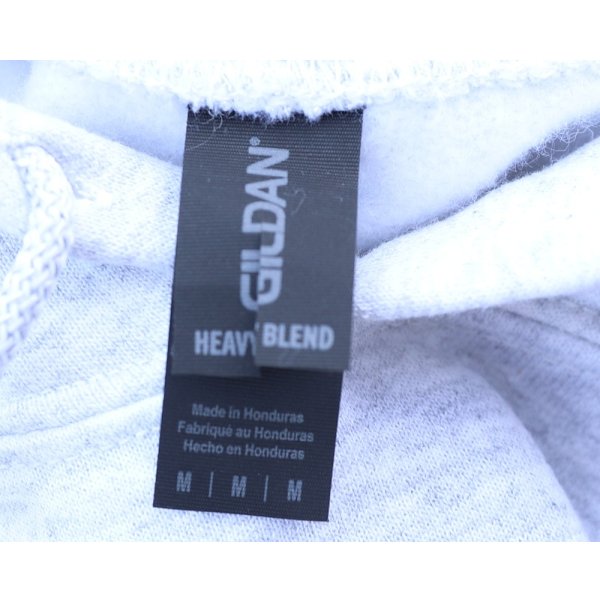 GILDAN®
HEAVY BLEND
Made in Honduras
Fabriqué au Honduras
Hecho en Honduras
M | M | M